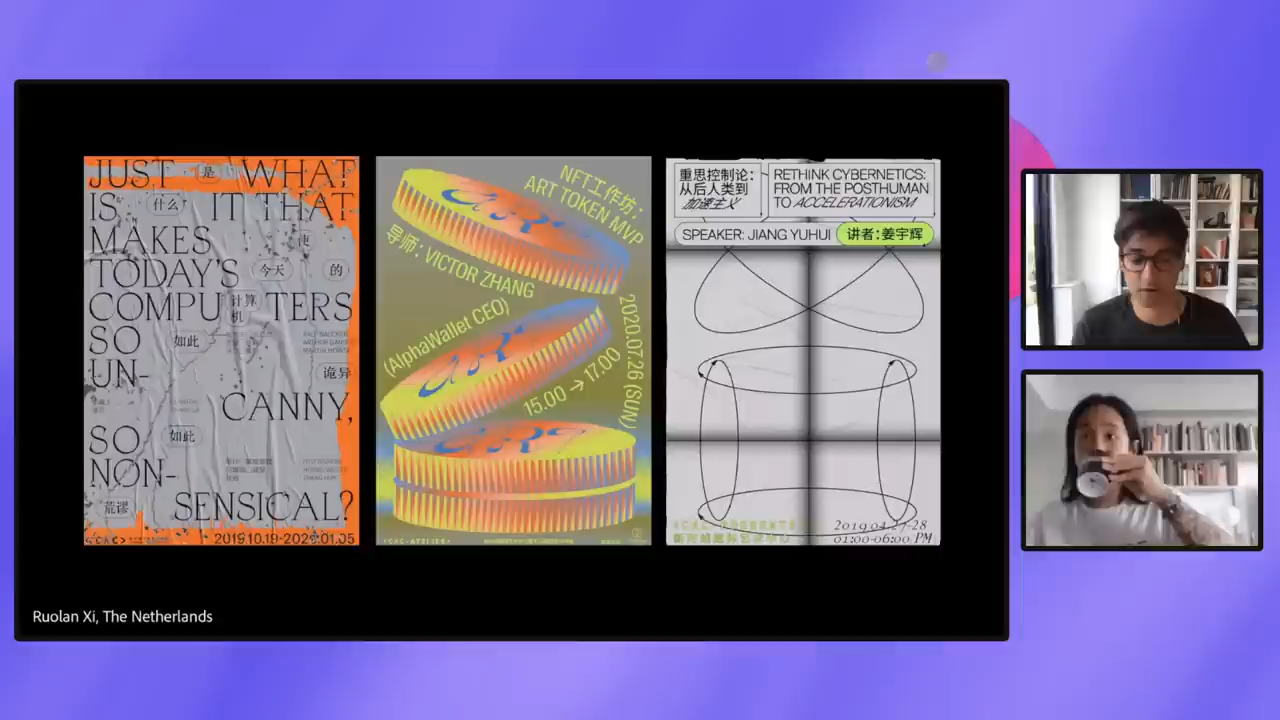 JUST 是 WHAT
IS 什么 IT THAT
MAKES 使
TODAY'S 今天 的
COMPU 计算机 TERS
SO 如此
UN- 诡异
CANNY,
SO 如此
NON-
荒谬 SENSICAL?
2019.10.19-2020.01.05
NFT工作坊:
ART TOKEN MVP
导师: VICTOR ZHANG
(AlphaWallet CEO)
2020.07.26 (SUN)
15.00 → 17.00
重思控制论:
从后人类到
加速主义
RETHINK CYBERNETICS:
FROM THE POSTHUMAN
TO ACCELERATIONISM
SPEAKER: JIANG YUHUI
讲者:姜宇辉
01:00-06:00 PM
Ruolan Xi, The Netherlands